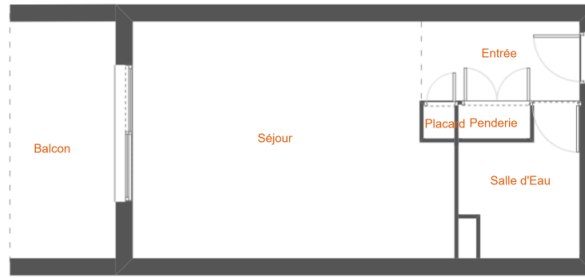 Entrée
Placard
Penderie
Séjour
Balcon
Salle d'Eau